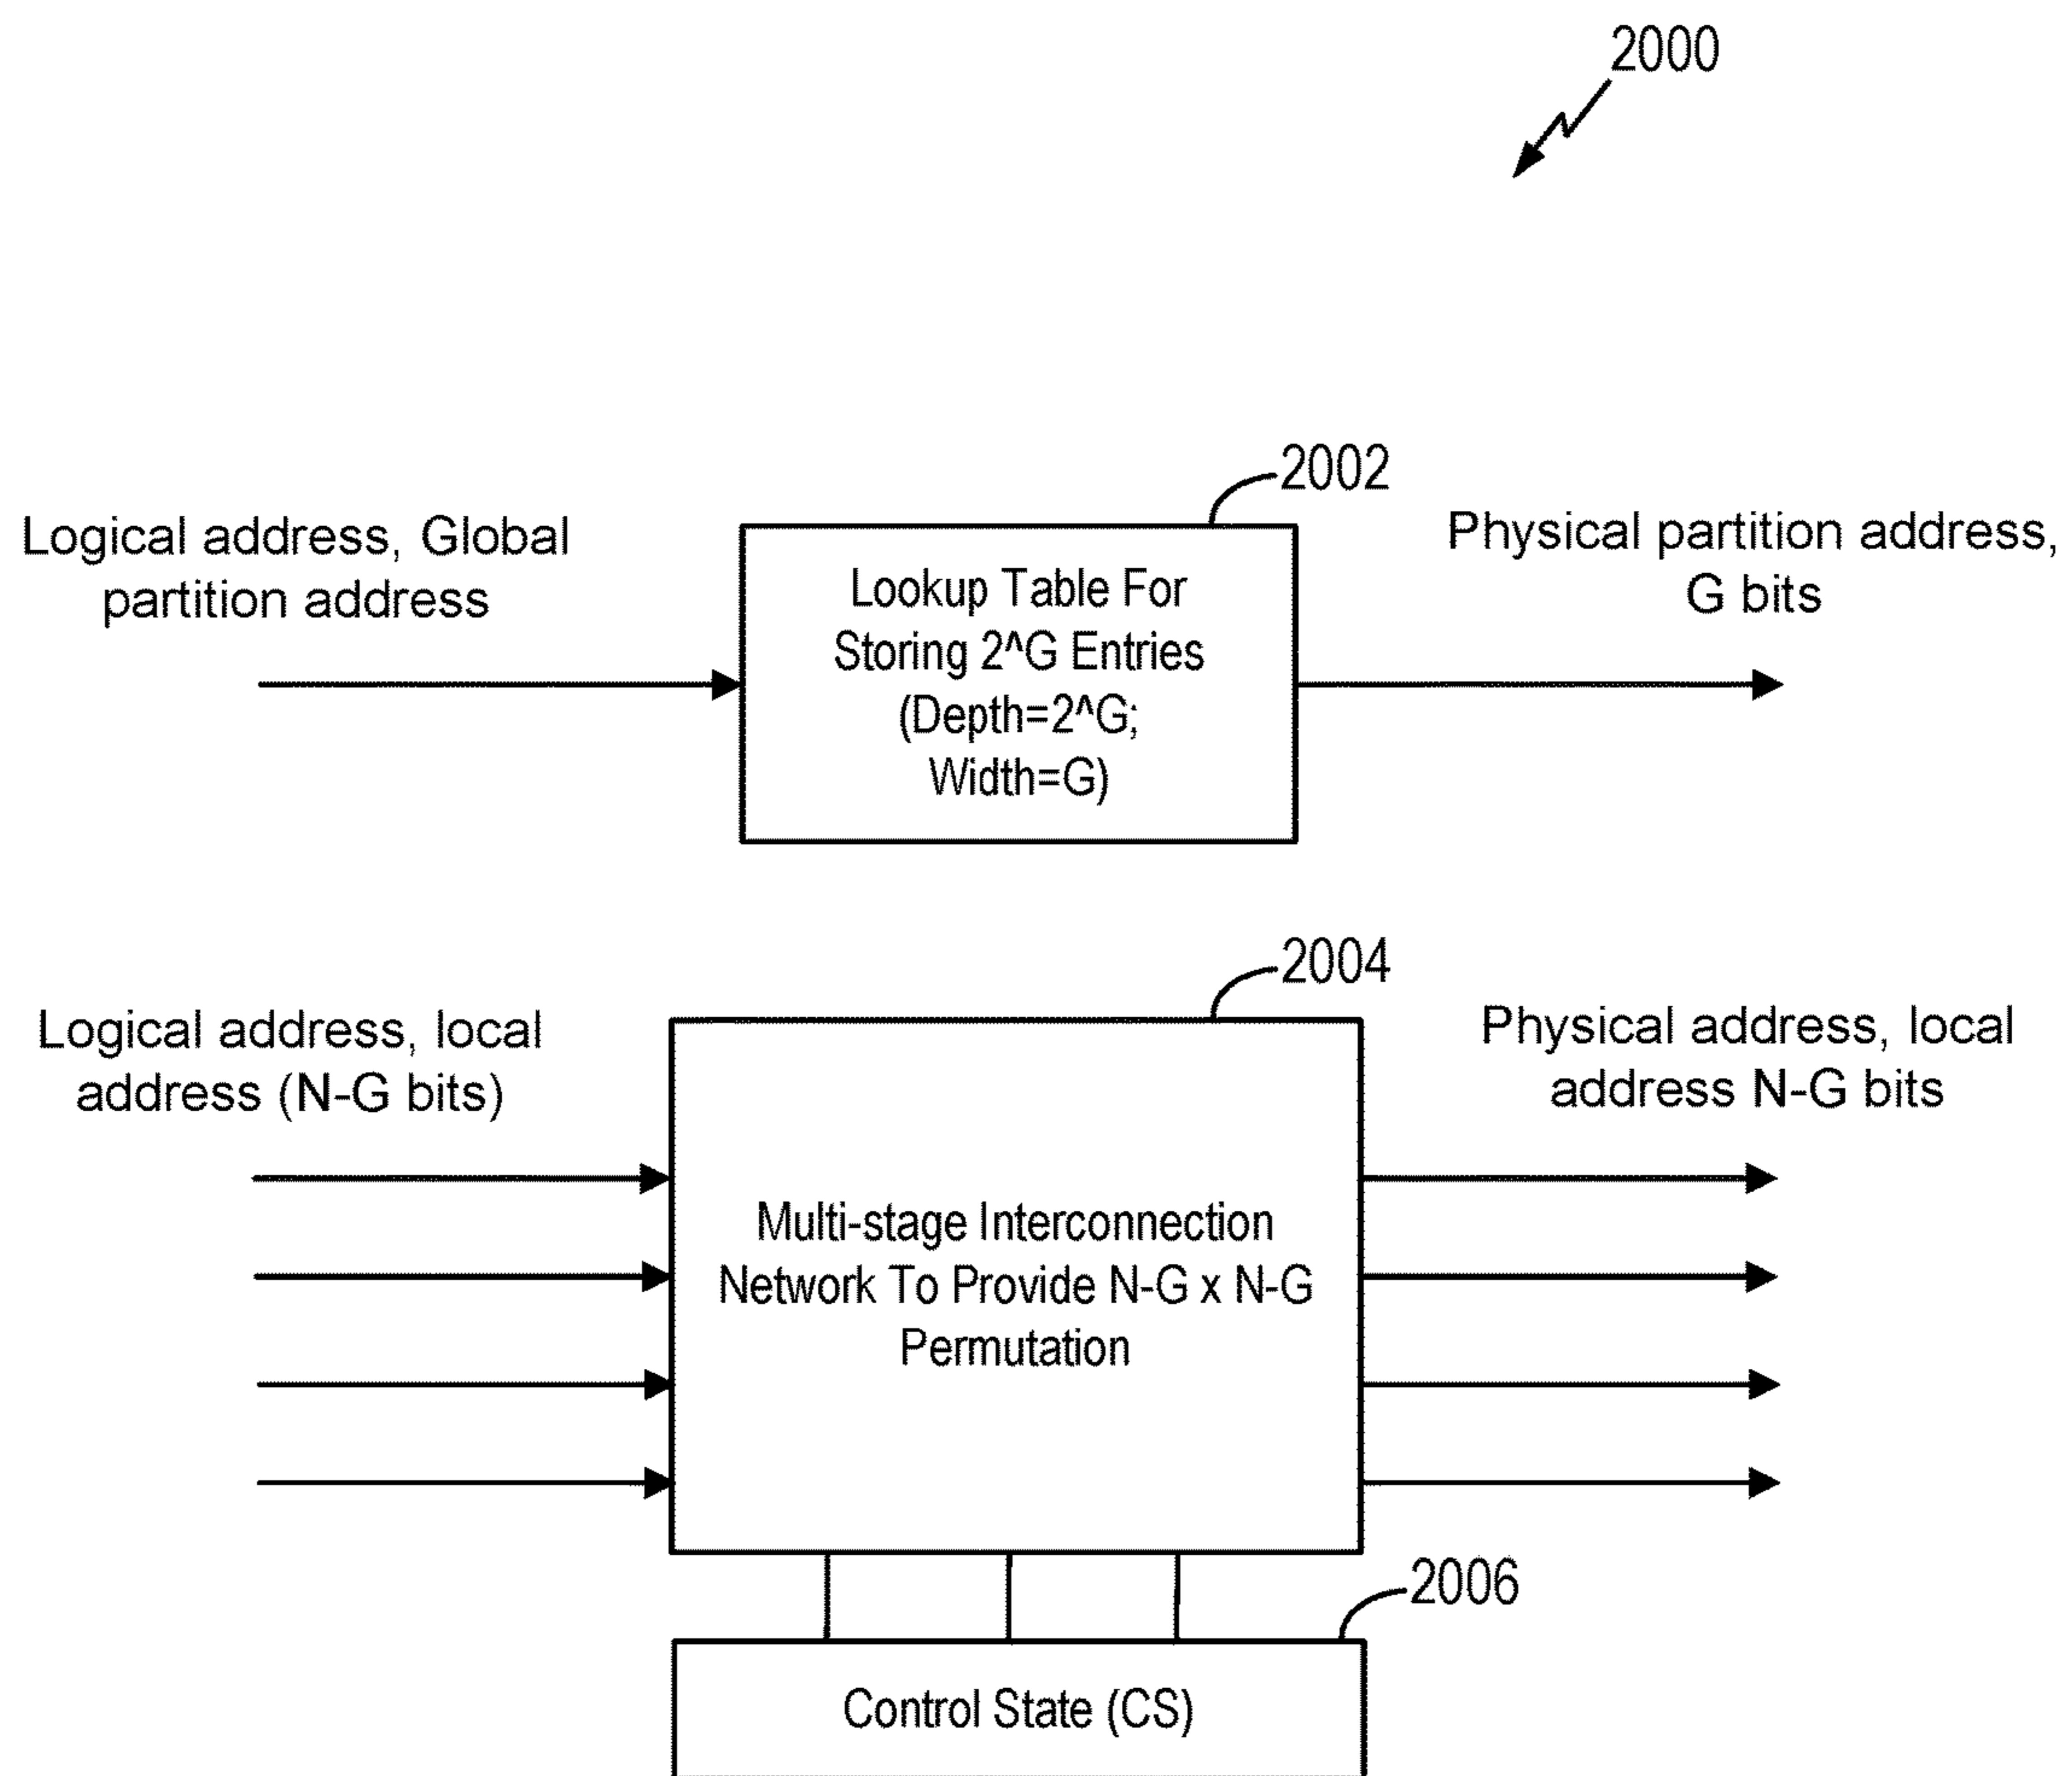 2000
2002
Logical address, Global
partition address
Lookup Table For
Storing 2^G Entries
(Depth=2^G;
Width=G)
Physical partition address,
G bits
2004
Logical address, local
address (N-G bits)
Multi-stage Interconnection
Network To Provide N-G x N-G
Permutation
Physical address, local
address N-G bits
2006
Control State (CS)